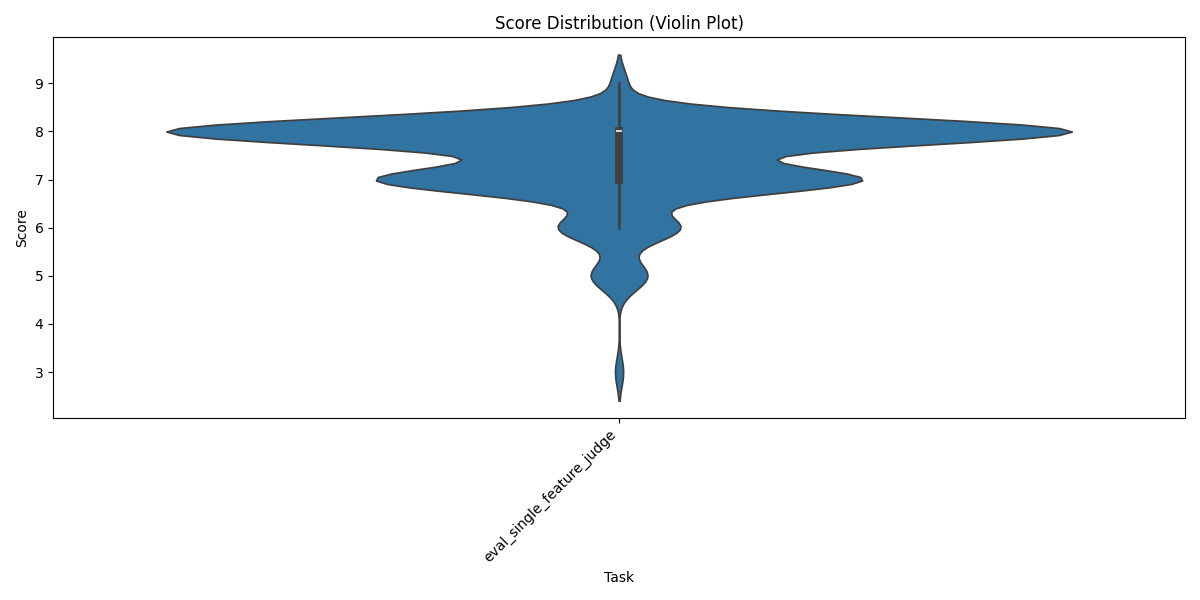 Score Distribution (Violin Plot)
Score
9
8
7
6
5
4
3
eval_single_feature_judge
Task